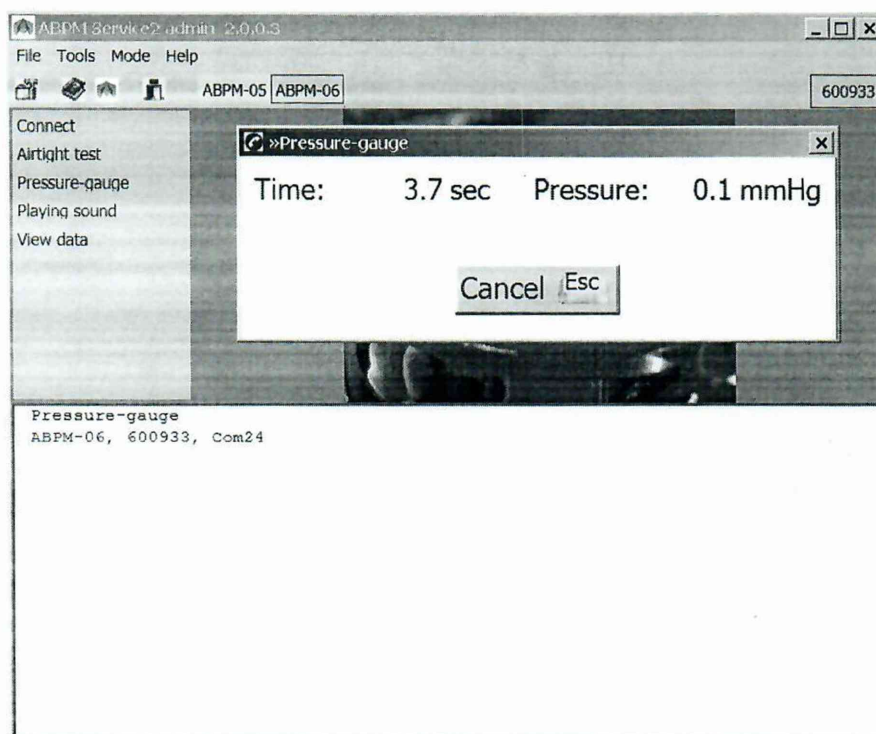 ABPM Service2 admin 2.0.0.3
File Tools Mode Help
ABPM-05 ABPM-06 600933
Connect
Airtight test
Pressure-gauge
Playing sound
View data
»Pressure-gauge
Time: 3.7 sec Pressure: 0.1 mmHg
Cancel Esc
Pressure-gauge
ABPM-06, 600933, Com24